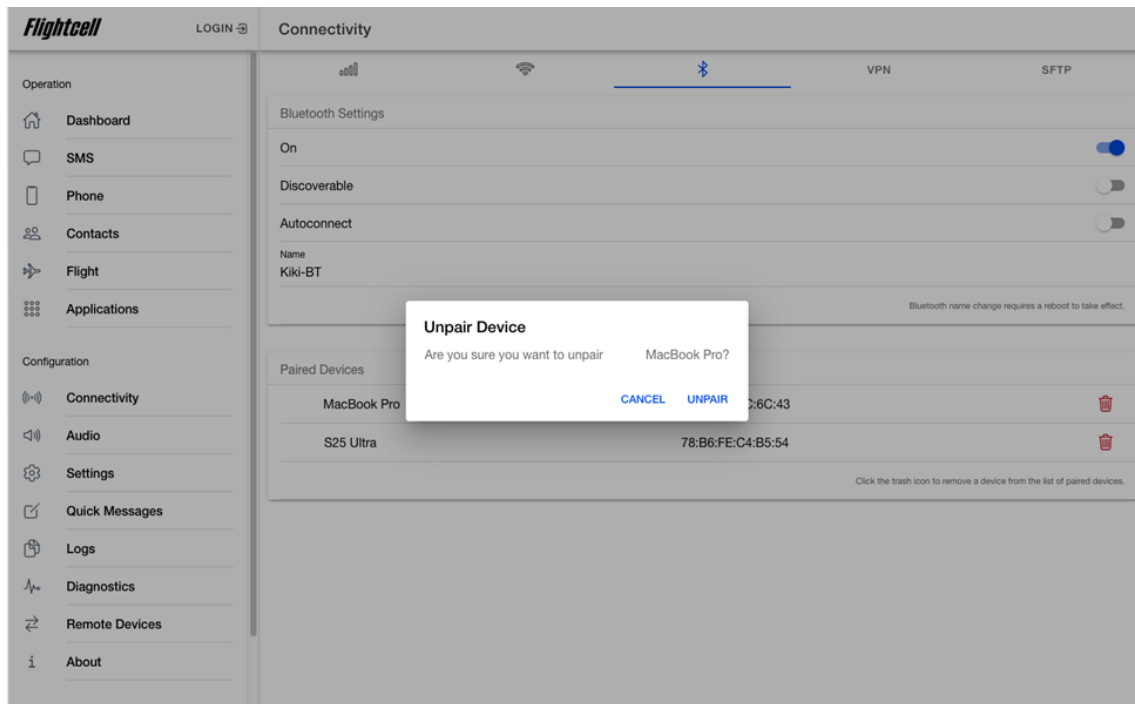 Flightcell
LOGIN
Connectivity
VPN
SFTP
Operation
Dashboard
SMS
Phone
Contacts
Flight
Applications
Configuration
Connectivity
Audio
Settings
Quick Messages
Logs
Diagnostics
Remote Devices
About
Bluetooth Settings
On
Discoverable
Autoconnect
Name
Kiki-BT
Bluetooth name change requires a reboot to take effect.
Unpair Device
Are you sure you want to unpair MacBook Pro?
CANCEL UNPAIR
Paired Devices
MacBook Pro C:6C:43
S25 Ultra 78:B6:FE:C4:B5:54
Click the trash icon to remove a device from the list of paired devices.